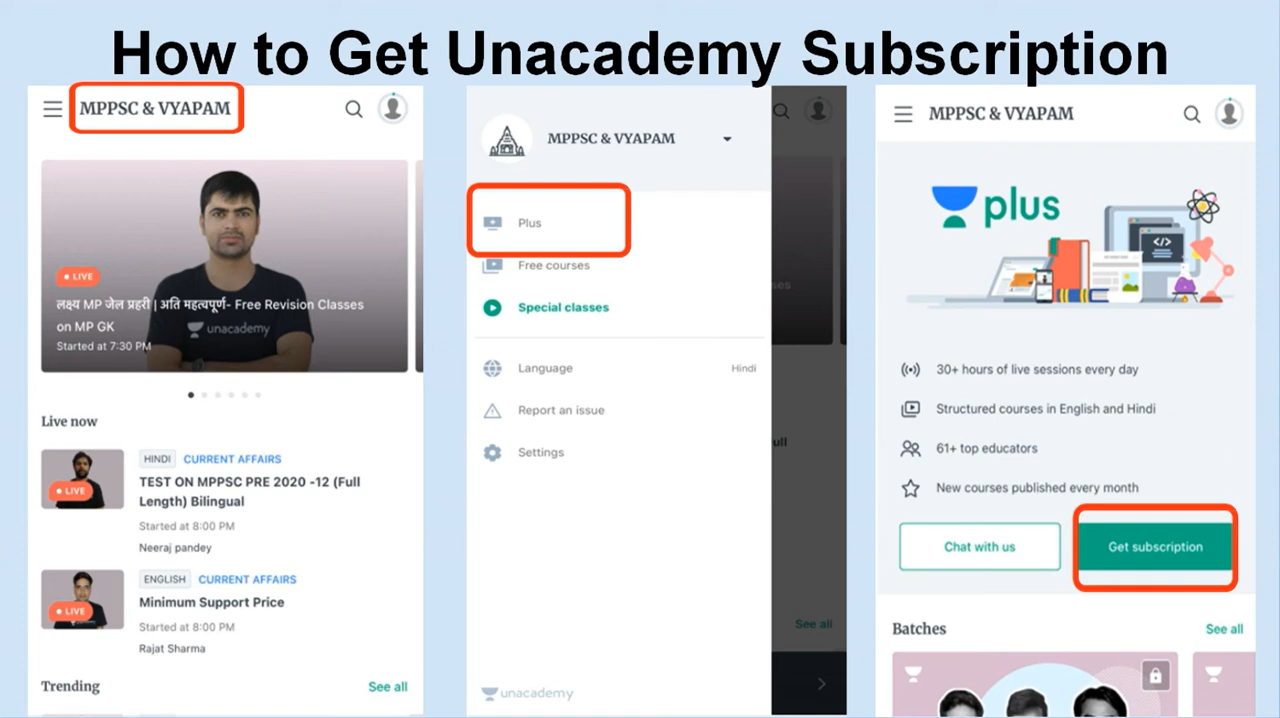 How to Get Unacademy Subscription
MPPSC & VYAPAM
LIVE
लक्ष्य MP जेल प्रहरी | अति महत्वपूर्ण- Free Revision Classes
on MP GK
unacademy
Started at 7:30 PM
Live now
HINDI CURRENT AFFAIRS
TEST ON MPPSC PRE 2020 -12 (Full
Length) Bilingual
LIVE
Started at 8:00 PM
Neeraj pandey
ENGLISH CURRENT AFFAIRS
Minimum Support Price
LIVE
Started at 8:00 PM
Rajat Sharma
Trending See all
MPPSC & VYAPAM
Plus
Free courses
Special classes
Language Hindi
Report an issue
Settings
See all
unacademy
MPPSC & VYAPAM
plus
30+ hours of live sessions every day
Structured courses in English and Hindi
61+ top educators
New courses published every month
Chat with us Get subscription
Batches See all